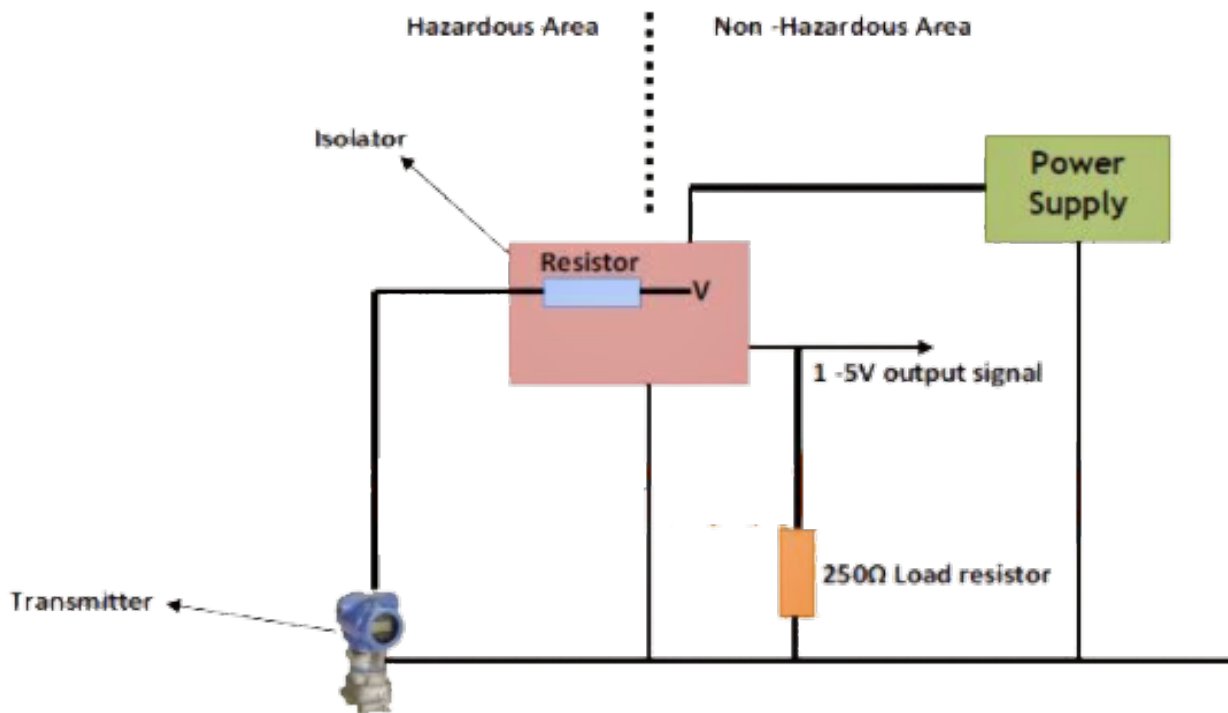 Hazardous Area
Non -Hazardous Area
Isolator
Power
Supply
Resistor
V
1 -5V output signal
250Ω Load resistor
Transmitter